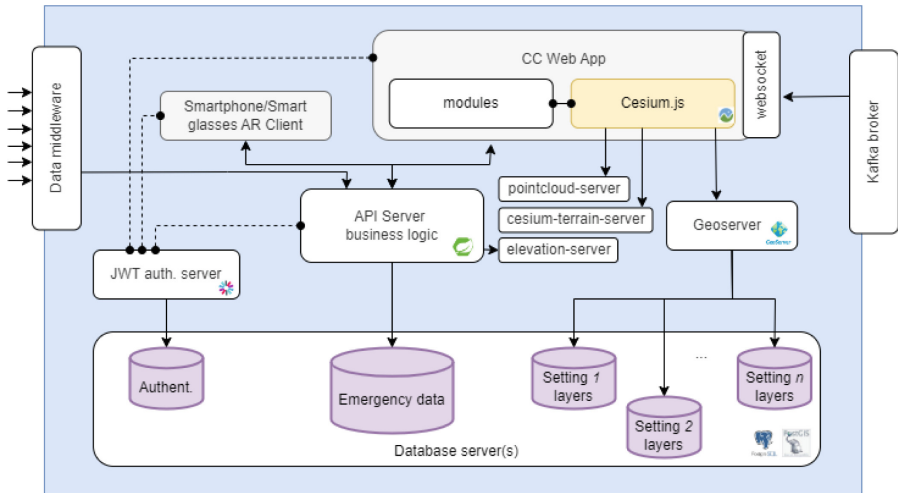 CC Web App
websocket
modules
Cesium.js
Smartphone/Smart
glasses AR Client
Data middleware
Kafka broker
pointcloud-server
cesium-terrain-server
elevation-server
API Server
business logic
Geoserver
GeoServer
JWT auth. server
Authent.
Emergency data
Setting 1
layers
Setting 2
layers
...
Setting n
layers
Database server(s)
PostgreSQL
PostGIS